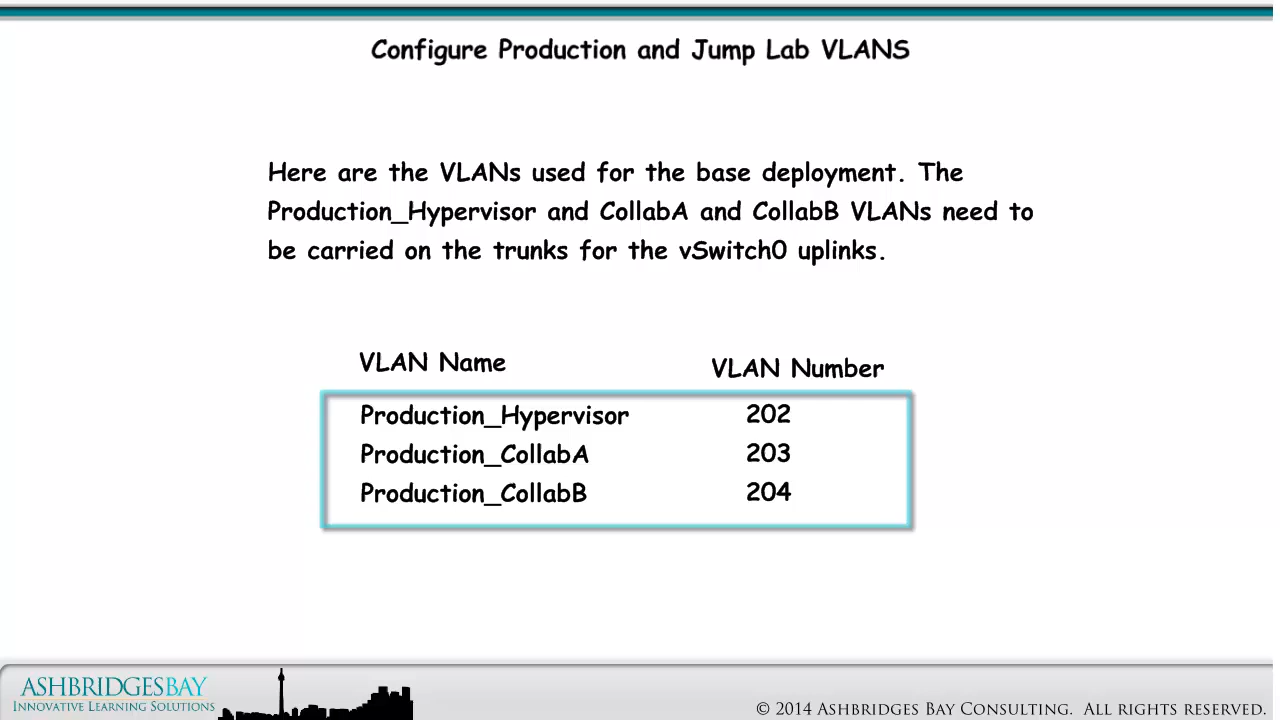 Configure Production and Jump Lab VLANS
Here are the VLANs used for the base deployment. The
Production_Hypervisor and CollabA and CollabB VLANs need to
be carried on the trunks for the vSwitch0 uplinks.
VLAN Name VLAN Number
Production_Hypervisor 202
Production_CollabA 203
Production_CollabB 204
ASHBRIDGESBAY
INNOVATIVE LEARNING SOLUTIONS
© 2014 ASHBRIDGES BAY CONSULTING. ALL RIGHTS RESERVED.